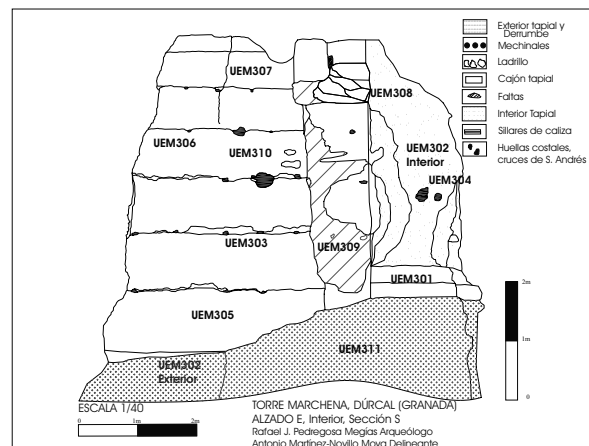 Exterior tapial y
Derrumbe
Mechinales
Ladrillo
Cajón tapial
Faltas
Interior Tapial
Sillares de caliza
Huellas costales,
cruces de S. Andrés
UEM307
UEM308
UEM306
UEM310
UEM302
Interior
UEM304
UEM303
UEM309
UEM301
UEM305
UEM311
UEM302
Exterior
2m
1m
0
ESCALA 1/40
0 1m 2m
TORRE MARCHENA, DÚRCAL (GRANADA)
ALZADO E, Interior, Sección S
Rafael J. Pedregosa Megías Arqueólogo
Antonio Martínez-Novillo Moya Delineante